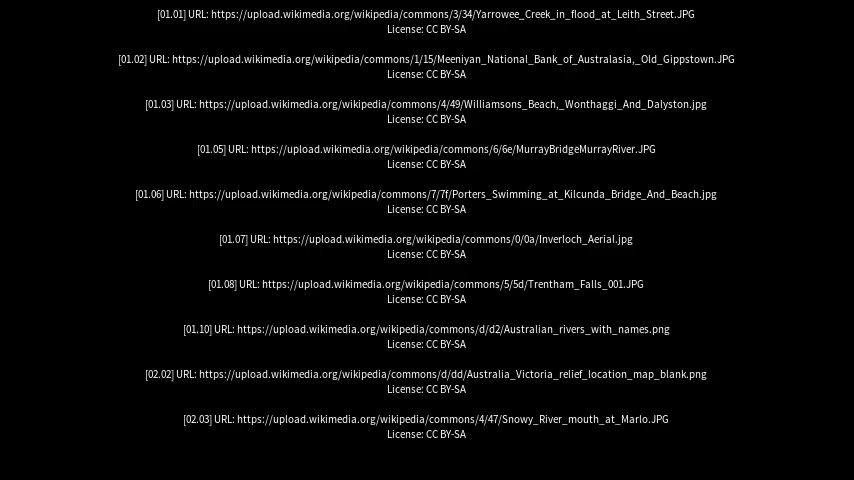 [01.01] URL: https://upload.wikimedia.org/wikipedia/commons/3/34/Yarrowee_Creek_in_flood_at_Leith_Street.JPG
License: CC BY-SA
[01.02] URL: https://upload.wikimedia.org/wikipedia/commons/1/15/Meeniyan_National_Bank_of_Australasia,_Old_Gippstown.JPG
License: CC BY-SA
[01.03] URL: https://upload.wikimedia.org/wikipedia/commons/4/49/Williamsons_Beach,_Wonthaggi_And_Dalyston.jpg
License: CC BY-SA
[01.05] URL: https://upload.wikimedia.org/wikipedia/commons/6/6e/MurrayBridgeMurrayRiver.JPG
License: CC BY-SA
[01.06] URL: https://upload.wikimedia.org/wikipedia/commons/7/7f/Porters_Swimming_at_Kilcunda_Bridge_And_Beach.jpg
License: CC BY-SA
[01.07] URL: https://upload.wikimedia.org/wikipedia/commons/0/0a/Inverloch_Aerial.jpg
License: CC BY-SA
[01.08] URL: https://upload.wikimedia.org/wikipedia/commons/5/5d/Trentham_Falls_001.JPG
License: CC BY-SA
[01.10] URL: https://upload.wikimedia.org/wikipedia/commons/d/d2/Australian_rivers_with_names.png
License: CC BY-SA
[02.02] URL: https://upload.wikimedia.org/wikipedia/commons/d/dd/Australia_Victoria_relief_location_map_blank.png
License: CC BY-SA
[02.03] URL: https://upload.wikimedia.org/wikipedia/commons/4/47/Snowy_River_mouth_at_Marlo.JPG
License: CC BY-SA